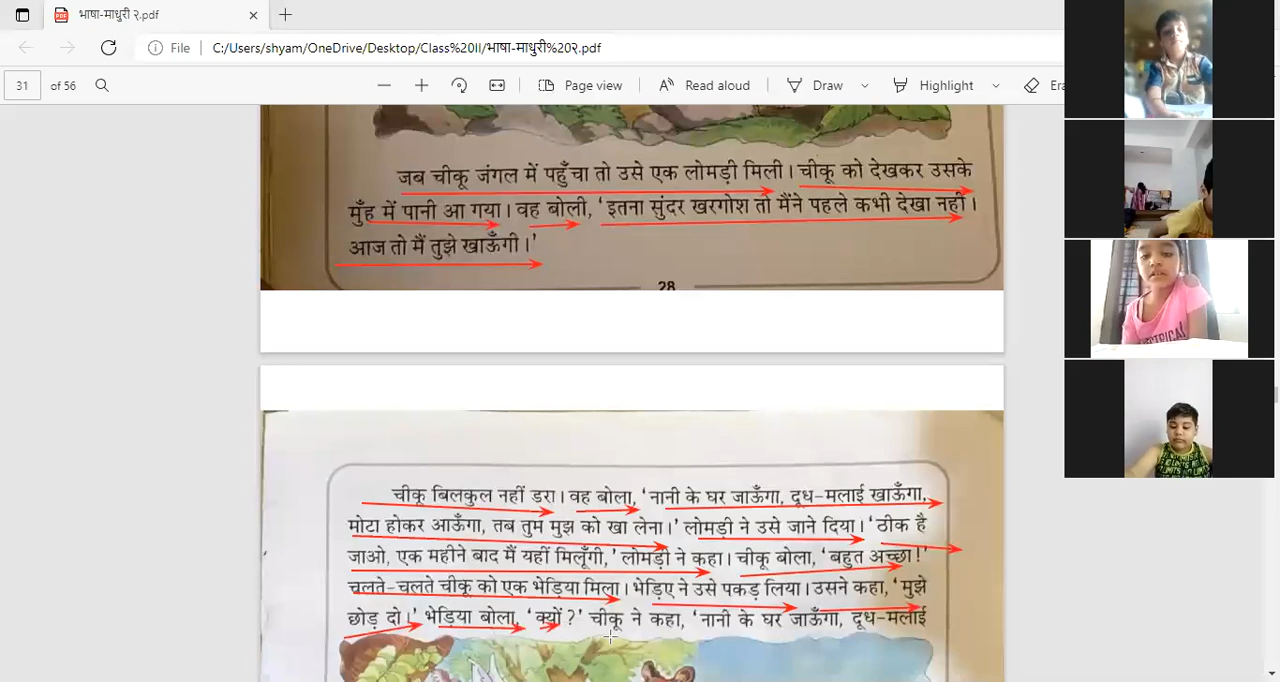 भाषा-माधुरी २.pdf
File
C:/Users/shyam/OneDrive/Desktop/Class%20II/भाषा-माधुरी%20२.pdf
31 of 56
Page view
Read aloud
Draw
Highlight
जब चीकू जंगल में पहुँचा तो उसे एक लोमड़ी मिली। चीकू को देखकर उसके
मुँह में पानी आ गया। वह बोली, 'इतना सुंदर खरगोश तो मैंने पहले कभी देखा नहीं।
आज तो मैं तुझे खाऊँगी।'
28
चीकू बिलकुल नहीं डरा। वह बोला, 'नानी के घर जाऊँगा, दूध-मलाई खाऊँगा,
मोटा होकर आऊँगा, तब तुम मुझ को खा लेना।' लोमड़ी ने उसे जाने दिया। 'ठीक है
जाओ, एक महीने बाद मैं यहीं मिलूँगी,' लोमड़ी ने कहा। चीकू बोला, 'बहुत अच्छा!'
चलते-चलते चीकू को एक भेड़िया मिला। भेड़िए ने उसे पकड़ लिया। उसने कहा, 'मुझे
छोड़ दो।' भेड़िया बोला, 'क्यों?' चीकू ने कहा, 'नानी के घर जाऊँगा, दूध-मलाई